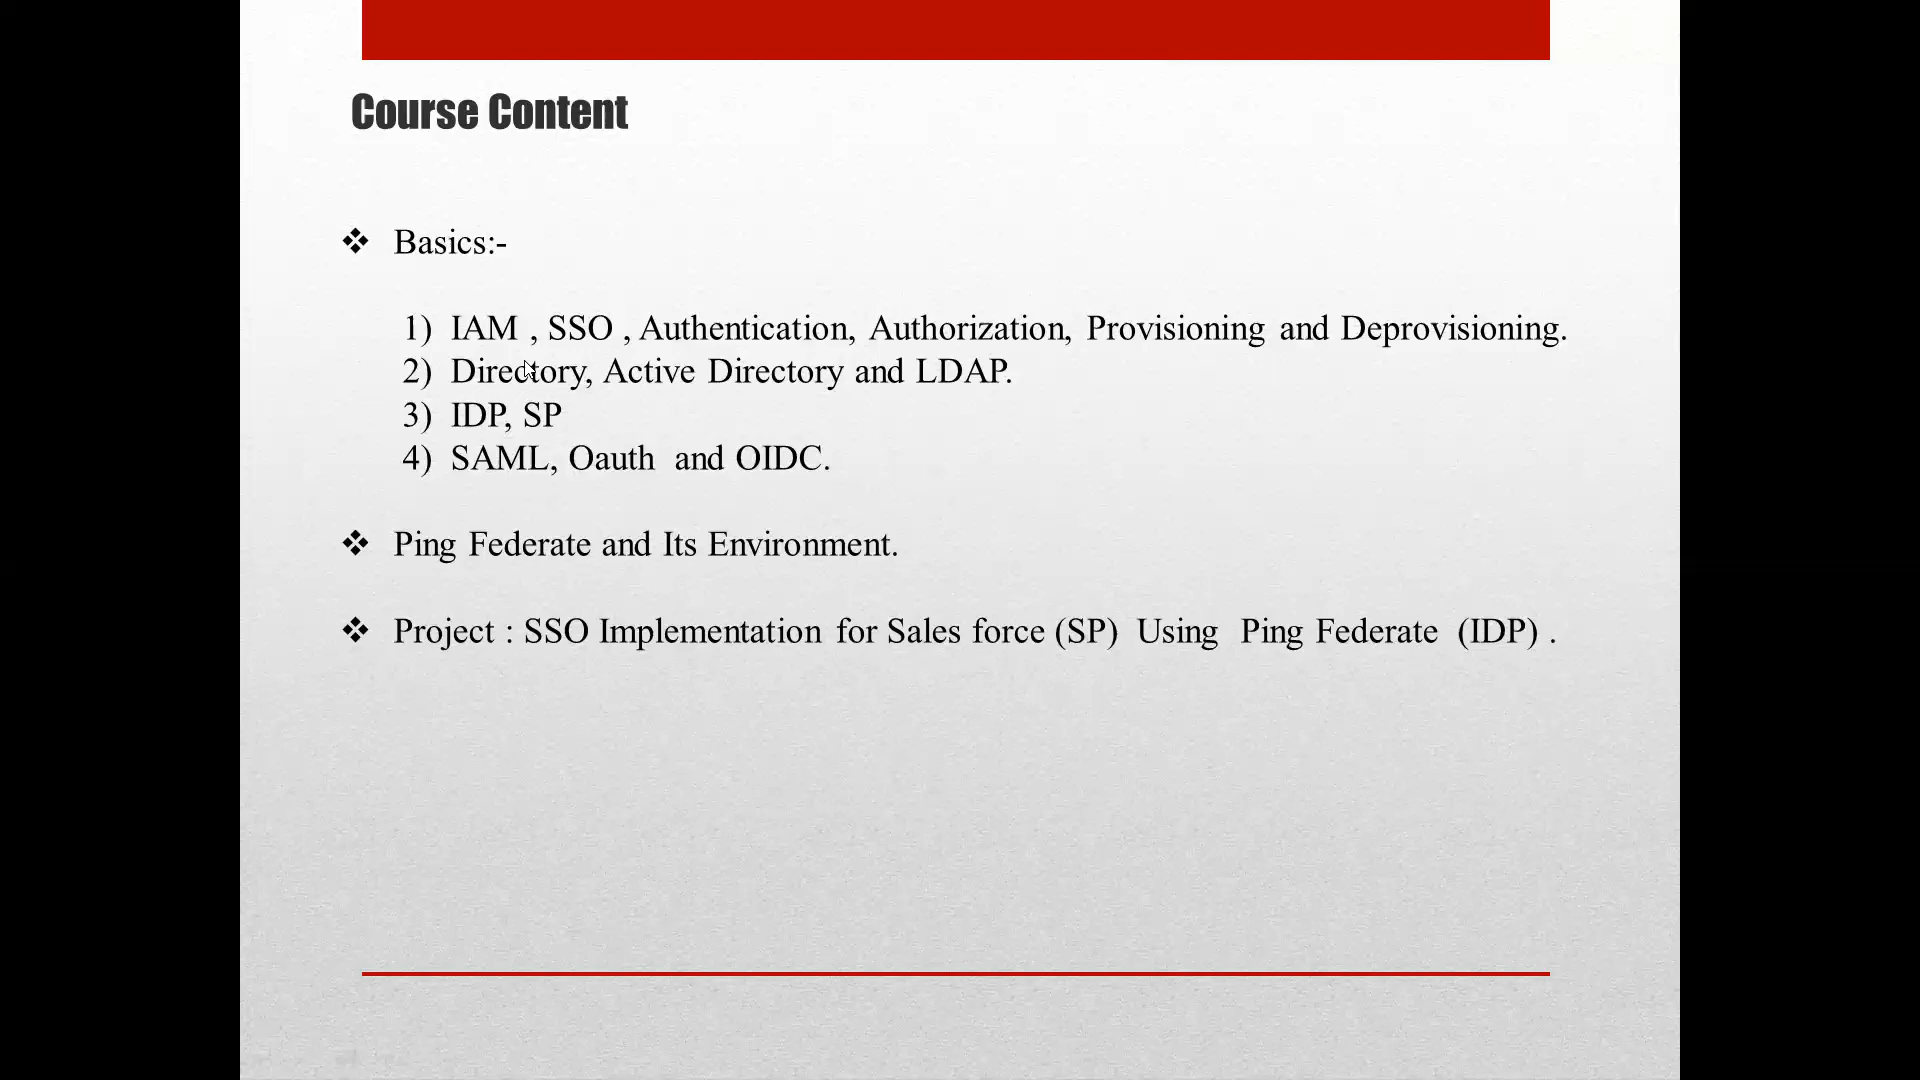 Course Content
❖ Basics:-
1) IAM , SSO , Authentication, Authorization, Provisioning and Deprovisioning.
2) Directory, Active Directory and LDAP.
3) IDP, SP
4) SAML, Oauth and OIDC.
❖ Ping Federate and Its Environment.
❖ Project : SSO Implementation for Sales force (SP) Using Ping Federate (IDP) .